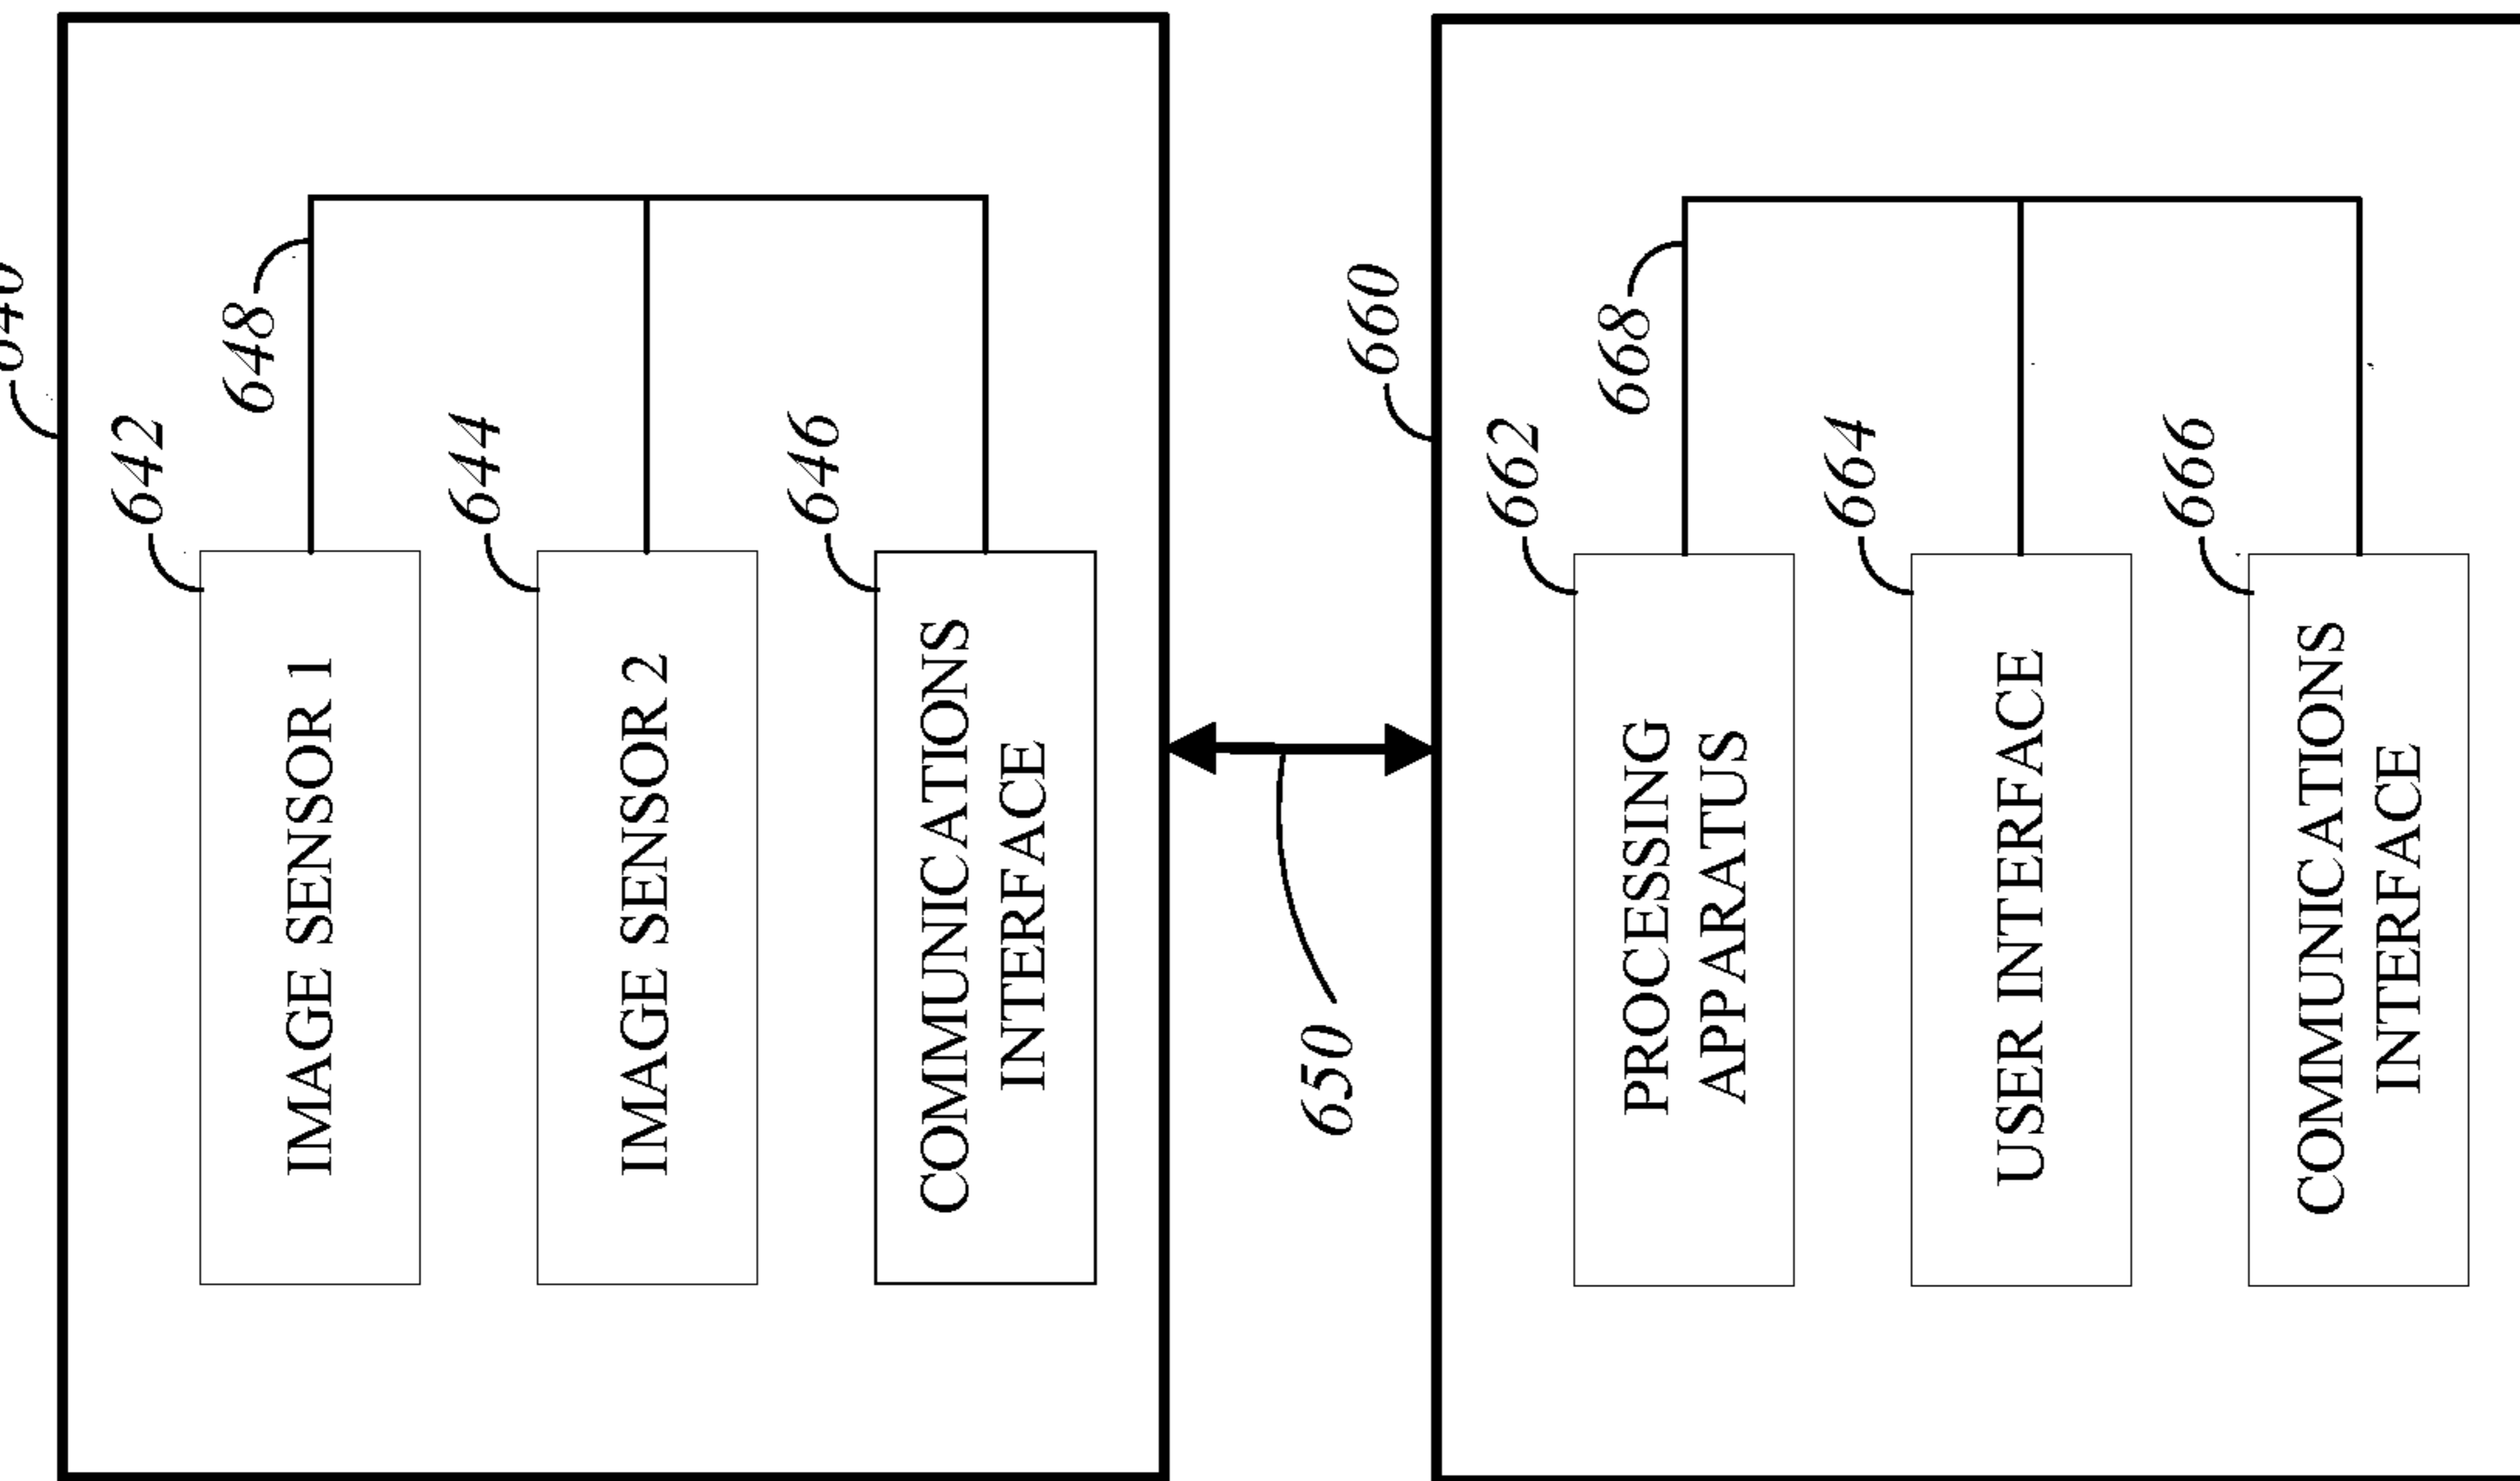 640
648
642
IMAGE SENSOR 1
644
IMAGE SENSOR 2
646
COMMUNICATIONS
INTERFACE
650
660
668
662
PROCESSING
APPARATUS
664
USER INTERFACE
666
COMMUNICATIONS
INTERFACE